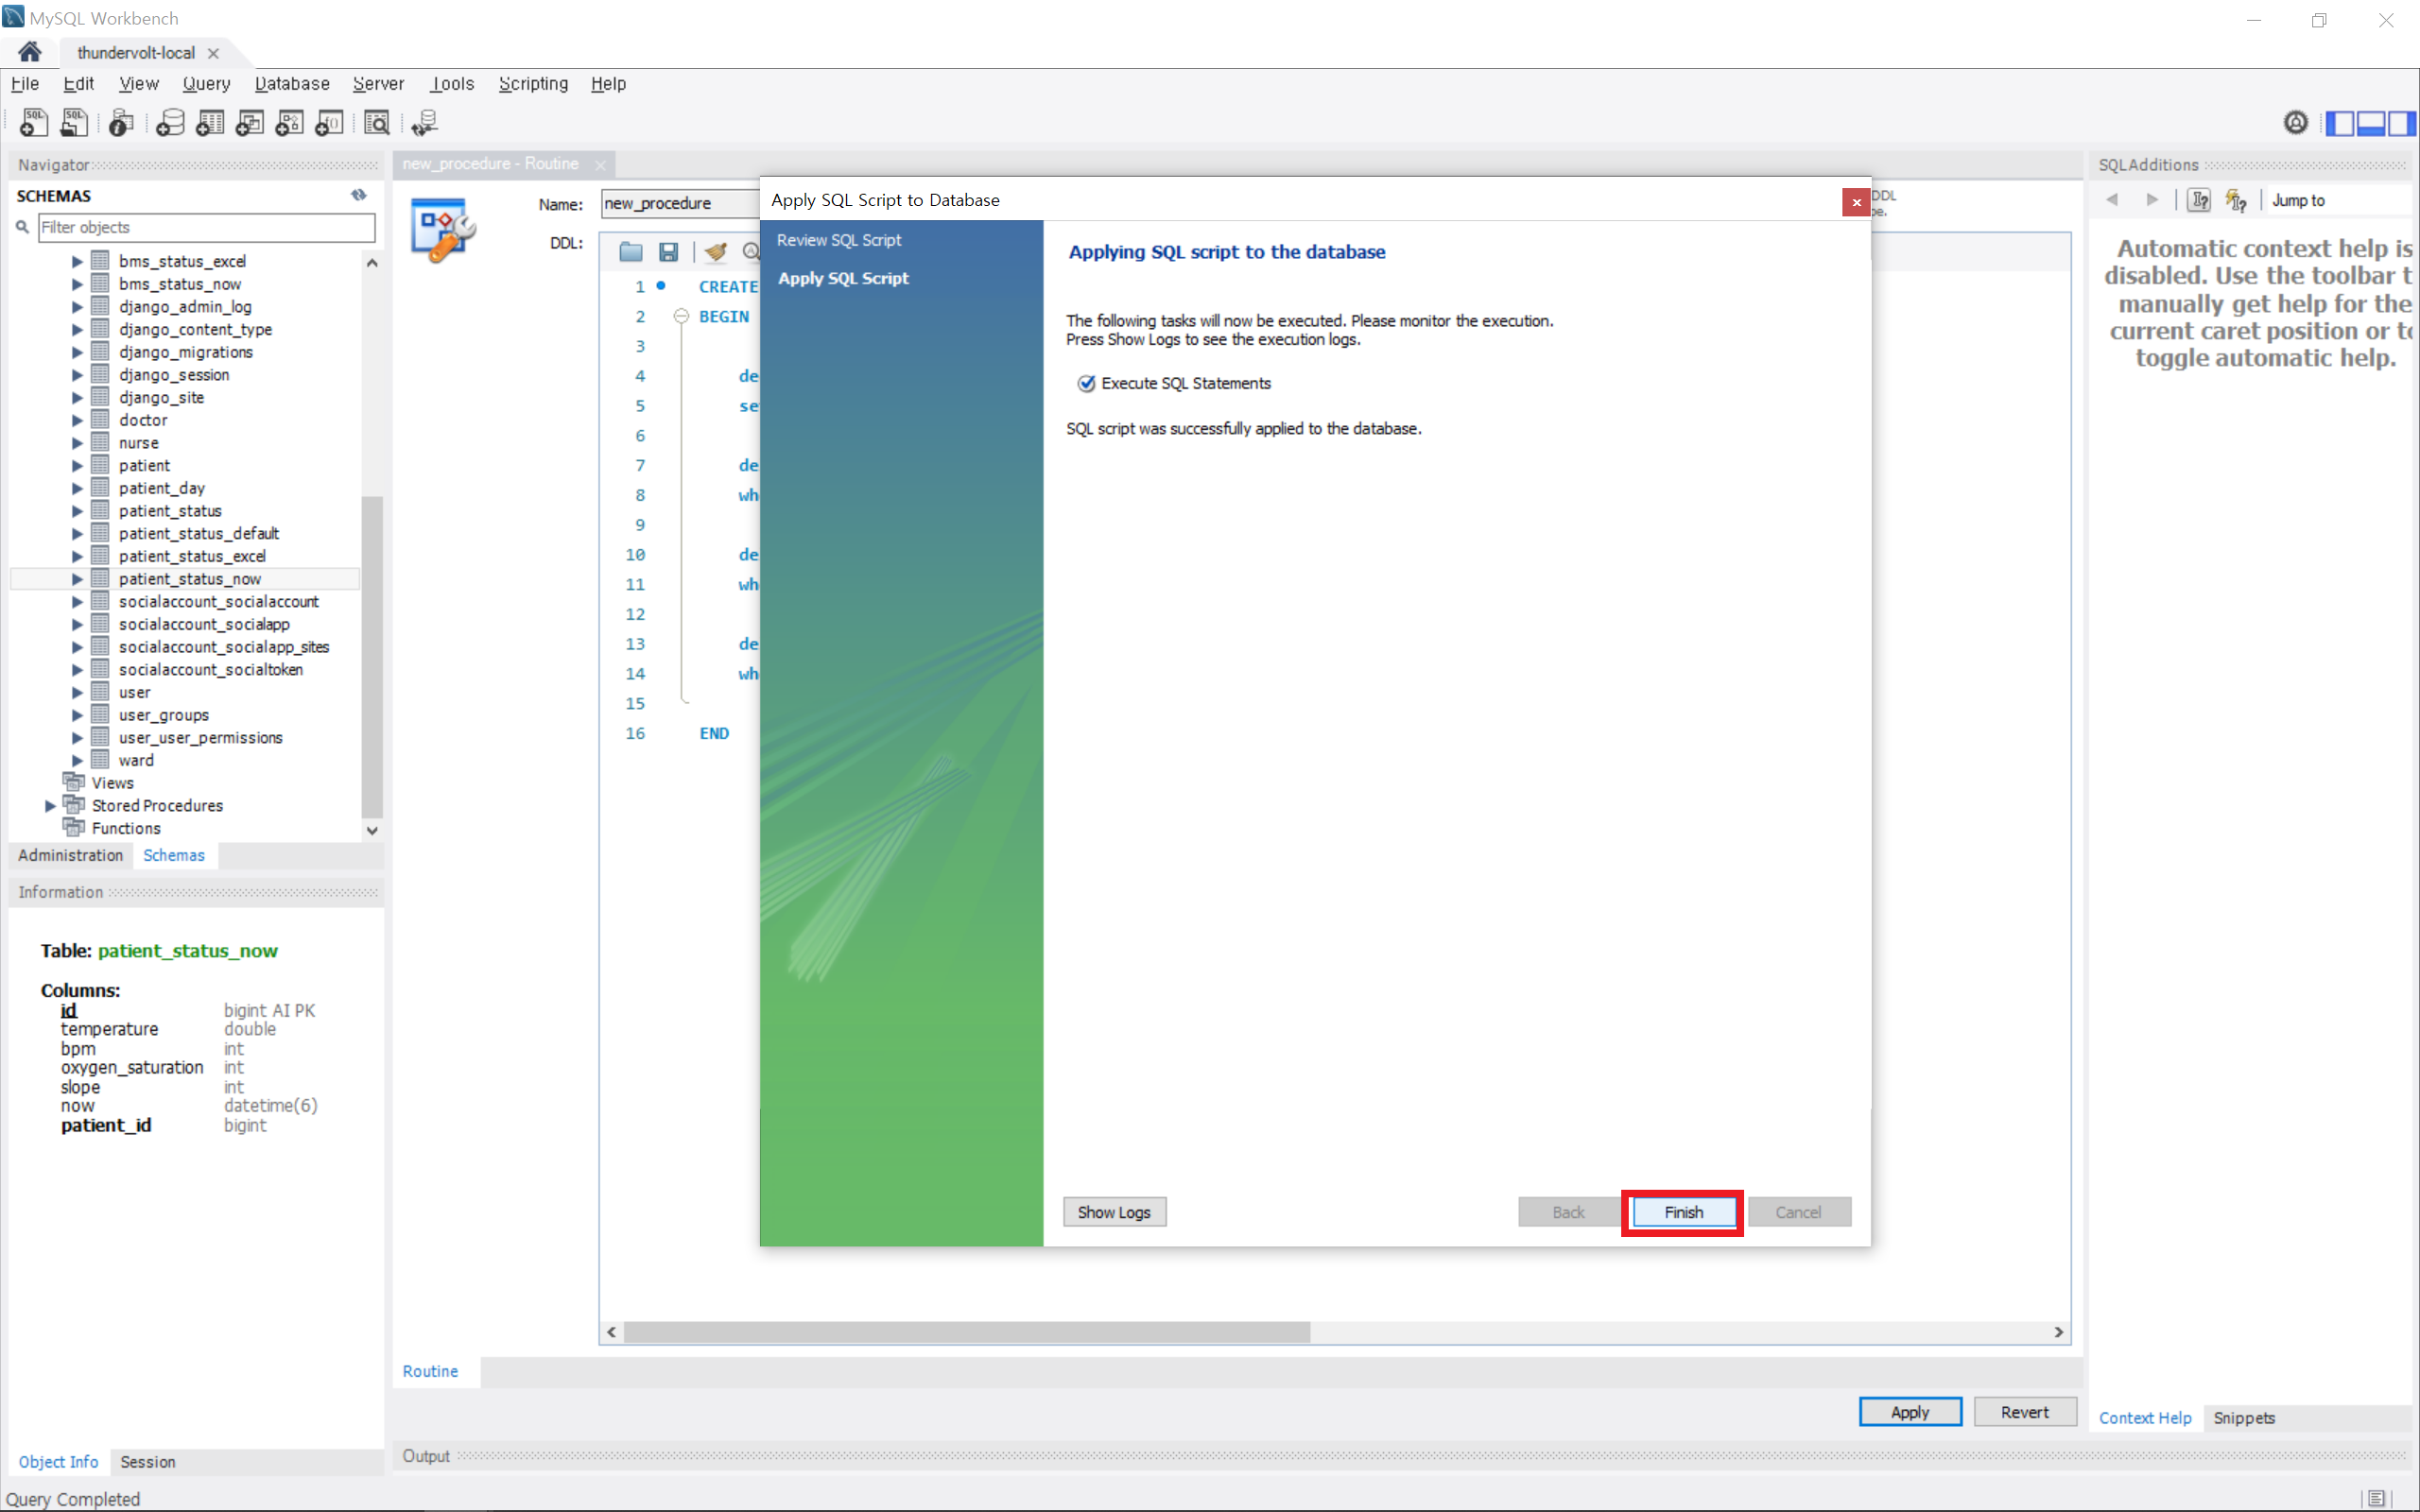 MySQL Workbench
thundervolt-local
File Edit View Query Database Server Tools Scripting Help
Navigator
SCHEMAS
Filter objects
bms_status_excel
bms_status_now
django_admin_log
django_content_type
django_migrations
django_session
django_site
doctor
nurse
patient
patient_day
patient_status
patient_status_default
patient_status_excel
patient_status_now
socialaccount_socialaccount
socialaccount_socialapp
socialaccount_socialapp_sites
socialaccount_socialtoken
user
user_groups
user_user_permissions
ward
Views
Stored Procedures
Functions
Administration Schemas
Information
Table: patient_status_now
Columns:
id bigint AI PK
temperature double
bpm int
oxygen_saturation int
slope int
now datetime(6)
patient_id bigint
Object Info Session
Query Completed
new_procedure - Routine
Name: new_procedure
DDL
DDL:
1 CREATE
2 BEGIN
3
4 de
5 se
6
7 de
8 wh
9
10 de
11 wh
12
13 de
14 wh
15
16 END
Apply SQL Script to Database
Review SQL Script
Apply SQL Script
Applying SQL script to the database
The following tasks will now be executed. Please monitor the execution.
Press Show Logs to see the execution logs.
Execute SQL Statements
SQL script was successfully applied to the database.
Show Logs Back Finish Cancel
Routine
Apply Revert
Output
SQLAdditions
Jump to
Automatic context help is
disabled. Use the toolbar t
manually get help for the
current caret position or to
toggle automatic help.
Context Help Snippets